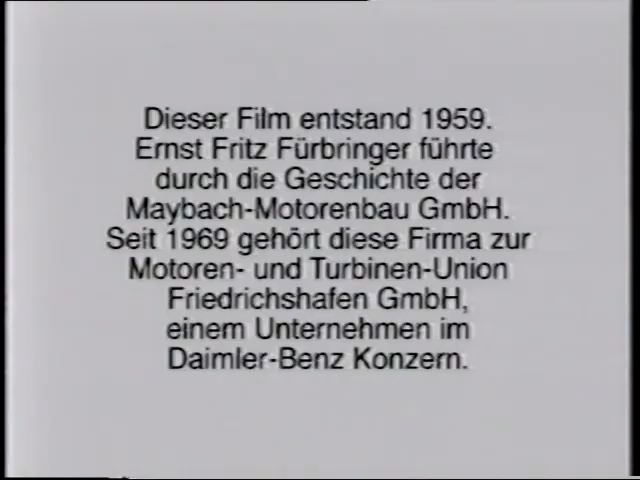 Dieser Film entstand 1959.
Ernst Fritz Fürbringer führte
durch die Geschichte der
Maybach-Motorenbau GmbH.
Seit 1969 gehört diese Firma zur
Motoren- und Turbinen-Union
Friedrichshafen GmbH,
einem Unternehmen im
Daimler-Benz Konzern.